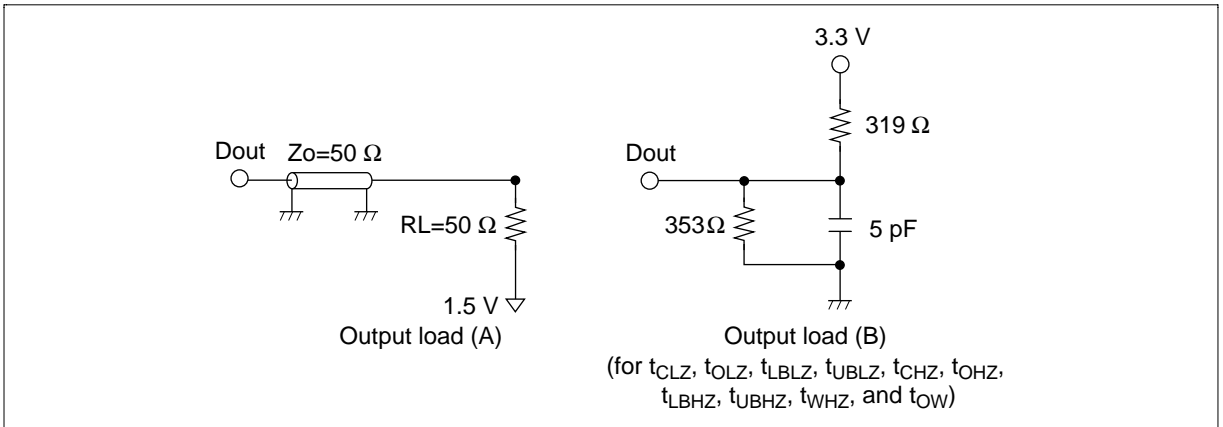 Dout
Zo=50 Ω
RL=50 Ω
1.5 V
Output load (A)
3.3 V
319 Ω
Dout
353Ω
5 pF
Output load (B)
(for tCLZ, tOLZ, tLBLZ, tUBLZ, tCHZ, tOHZ,
tLBHZ, tUBHZ, tWHZ, and tOW)